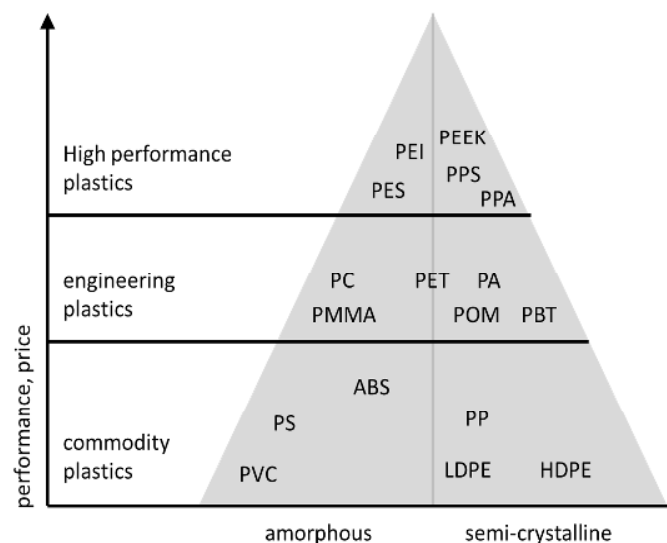 PEEK
High performance
plastics
PEI
PPS
PES
PPA
engineering
plastics
PC
PET
PA
PMMA
POM
PBT
performance, price
commodity
plastics
ABS
PS
PP
PVC
LDPE
HDPE
amorphous
semi-crystalline